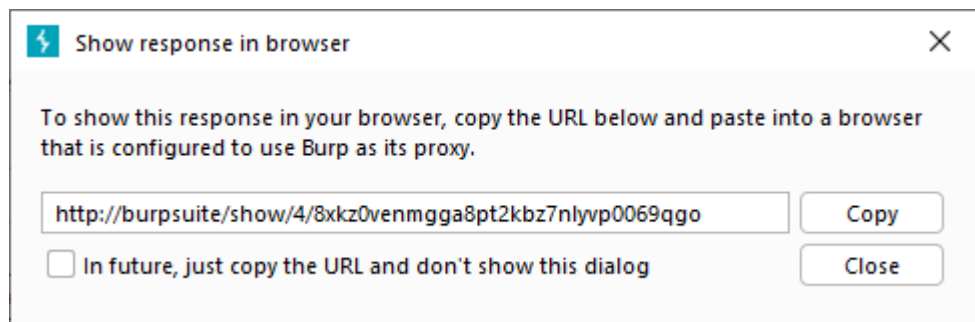 Show response in browser
To show this response in your browser, copy the URL below and paste into a browser
that is configured to use Burp as its proxy.
http://burpsuite/show/4/8xkz0venmgga8pt2kbz7nlyvp0069qgo Copy
In future, just copy the URL and don't show this dialog Close